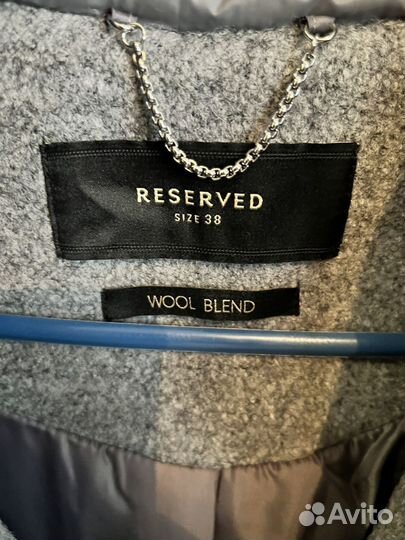 RESERVED
SIZE 38
WOOL BLEND
Avito